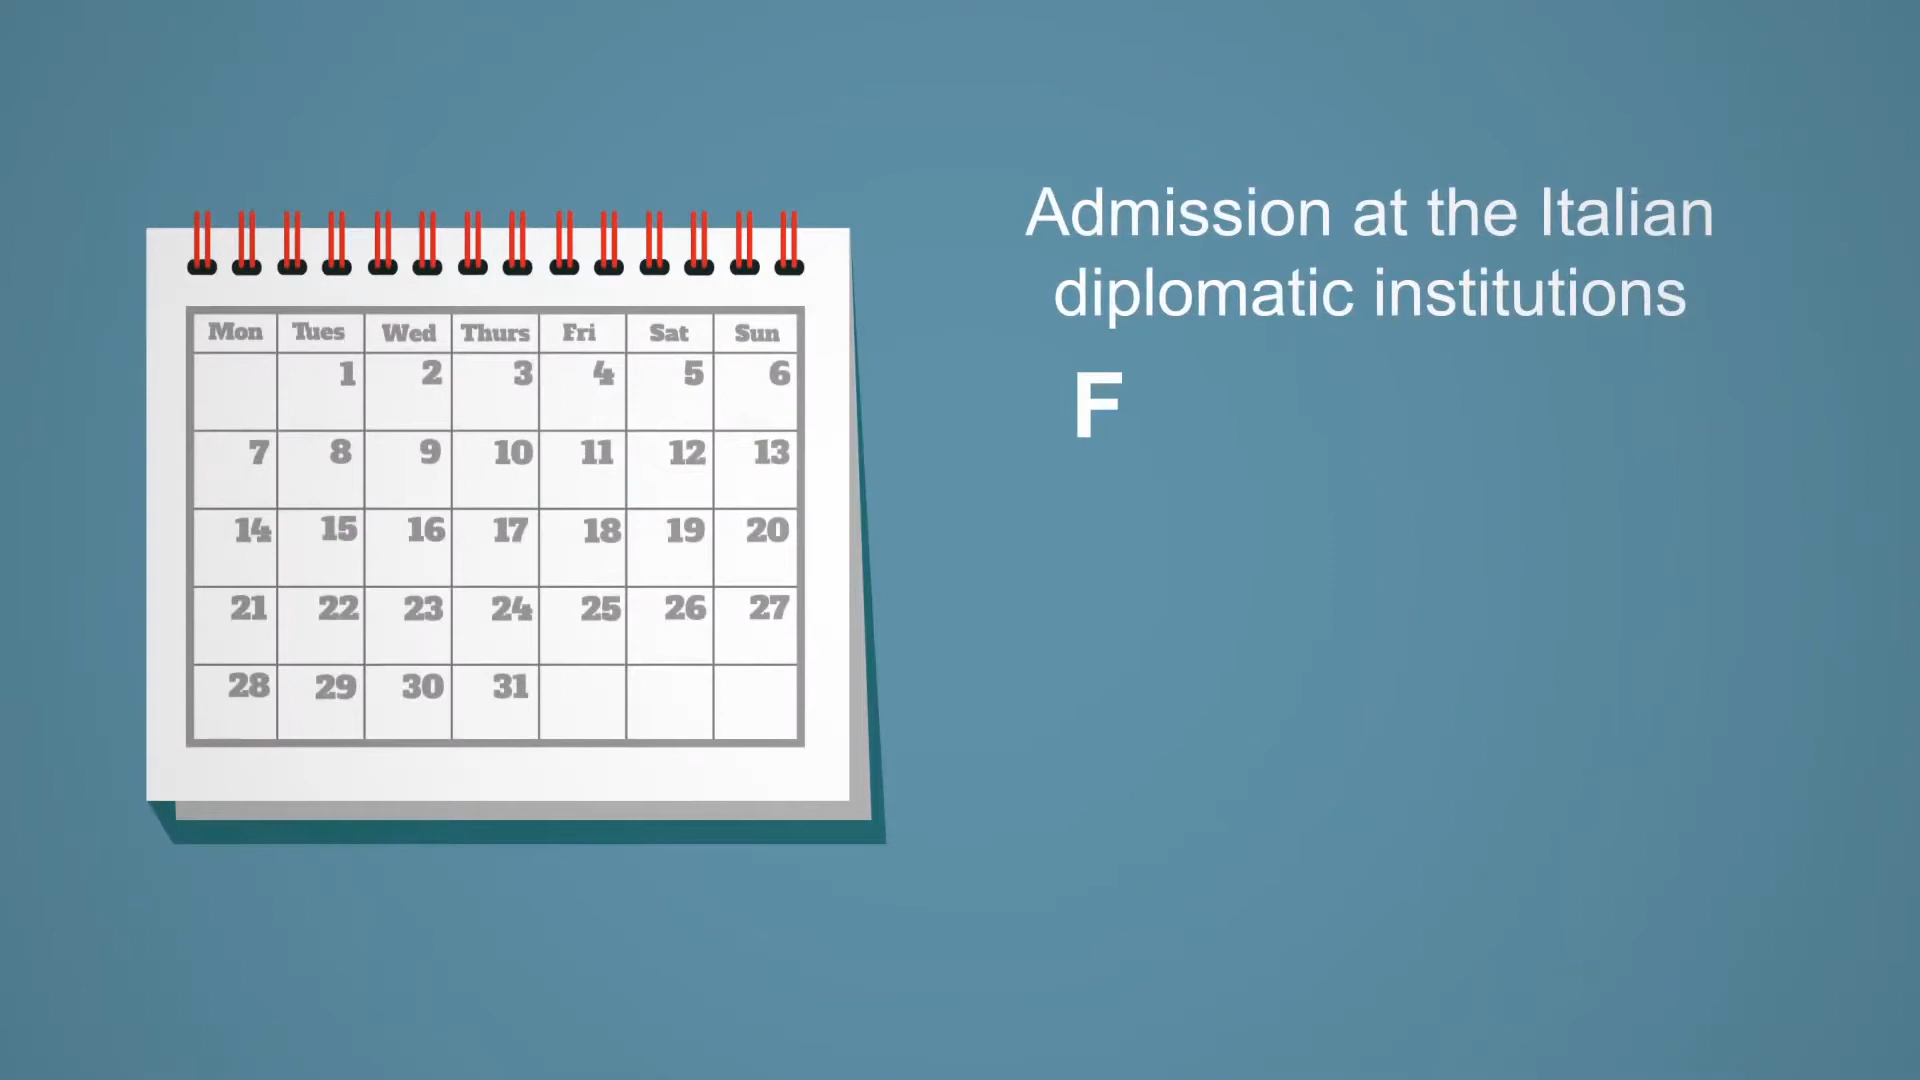 Mon Tues Wed Thurs Fri Sat Sun
1 2 3 4 5 6
7 8 9 10 11 12 13
14 15 16 17 18 19 20
21 22 23 24 25 26 27
28 29 30 31
Admission at the Italian
diplomatic institutions
F